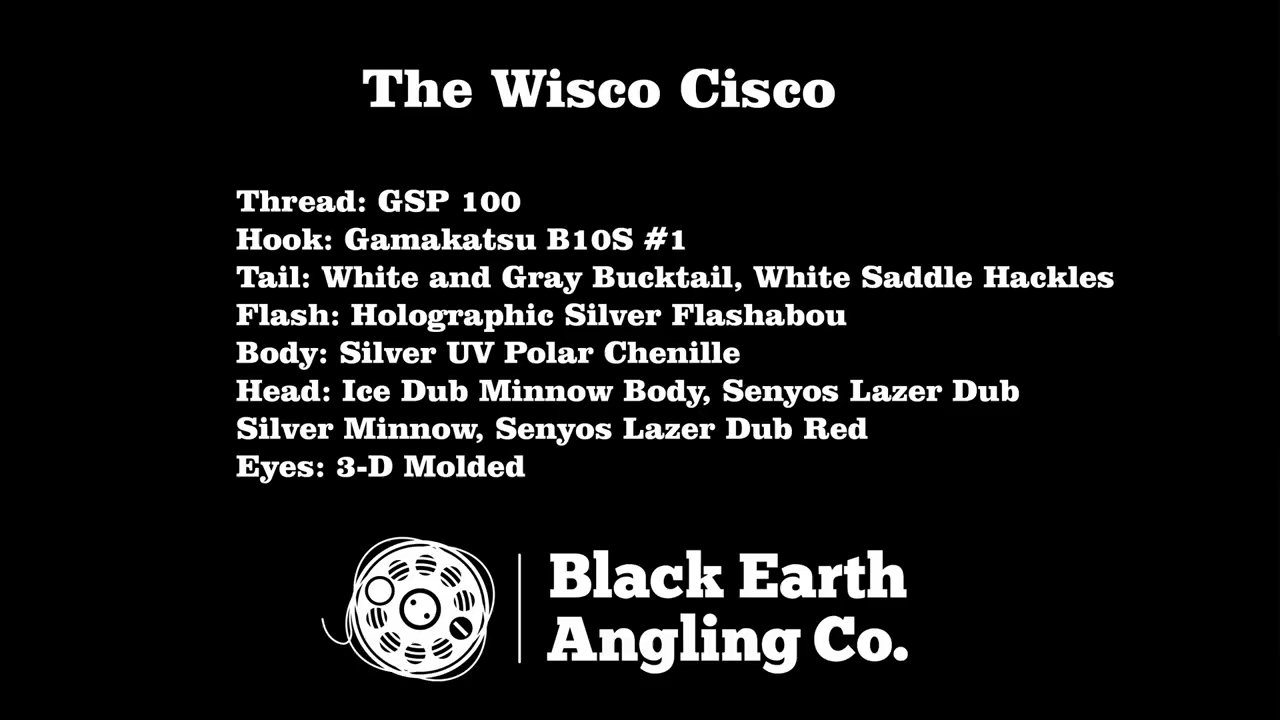 The Wisco Cisco
Thread: GSP 100
Hook: Gamakatsu B10S #1
Tail: White and Gray Bucktail, White Saddle Hackles
Flash: Holographic Silver Flashabou
Body: Silver UV Polar Chenille
Head: Ice Dub Minnow Body, Senyos Lazer Dub
Silver Minnow, Senyos Lazer Dub Red
Eyes: 3-D Molded
Black Earth
Angling Co.